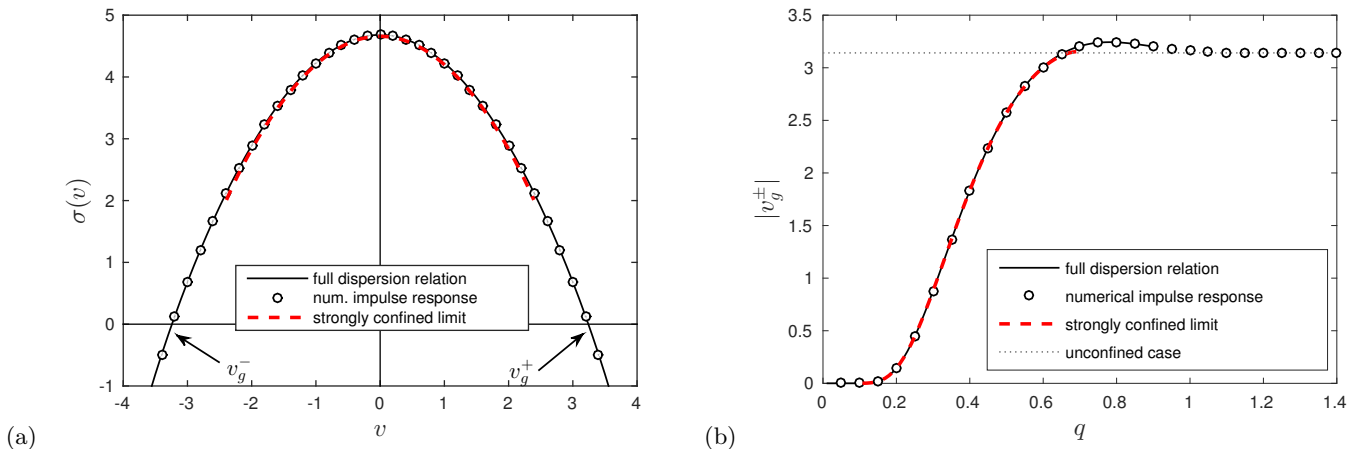 5
4
3
2
1
0
-1
σ(v)
full dispersion relation
num. impulse response
strongly confined limit
v_g^-
v_g^+
-4 -3 -2 -1 0 1 2 3 4
v
(a)
3.5
3
2.5
2
1.5
1
0.5
0
|v_g^±|
full dispersion relation
numerical impulse response
strongly confined limit
unconfined case
0 0.2 0.4 0.6 0.8 1 1.2 1.4
q
(b)